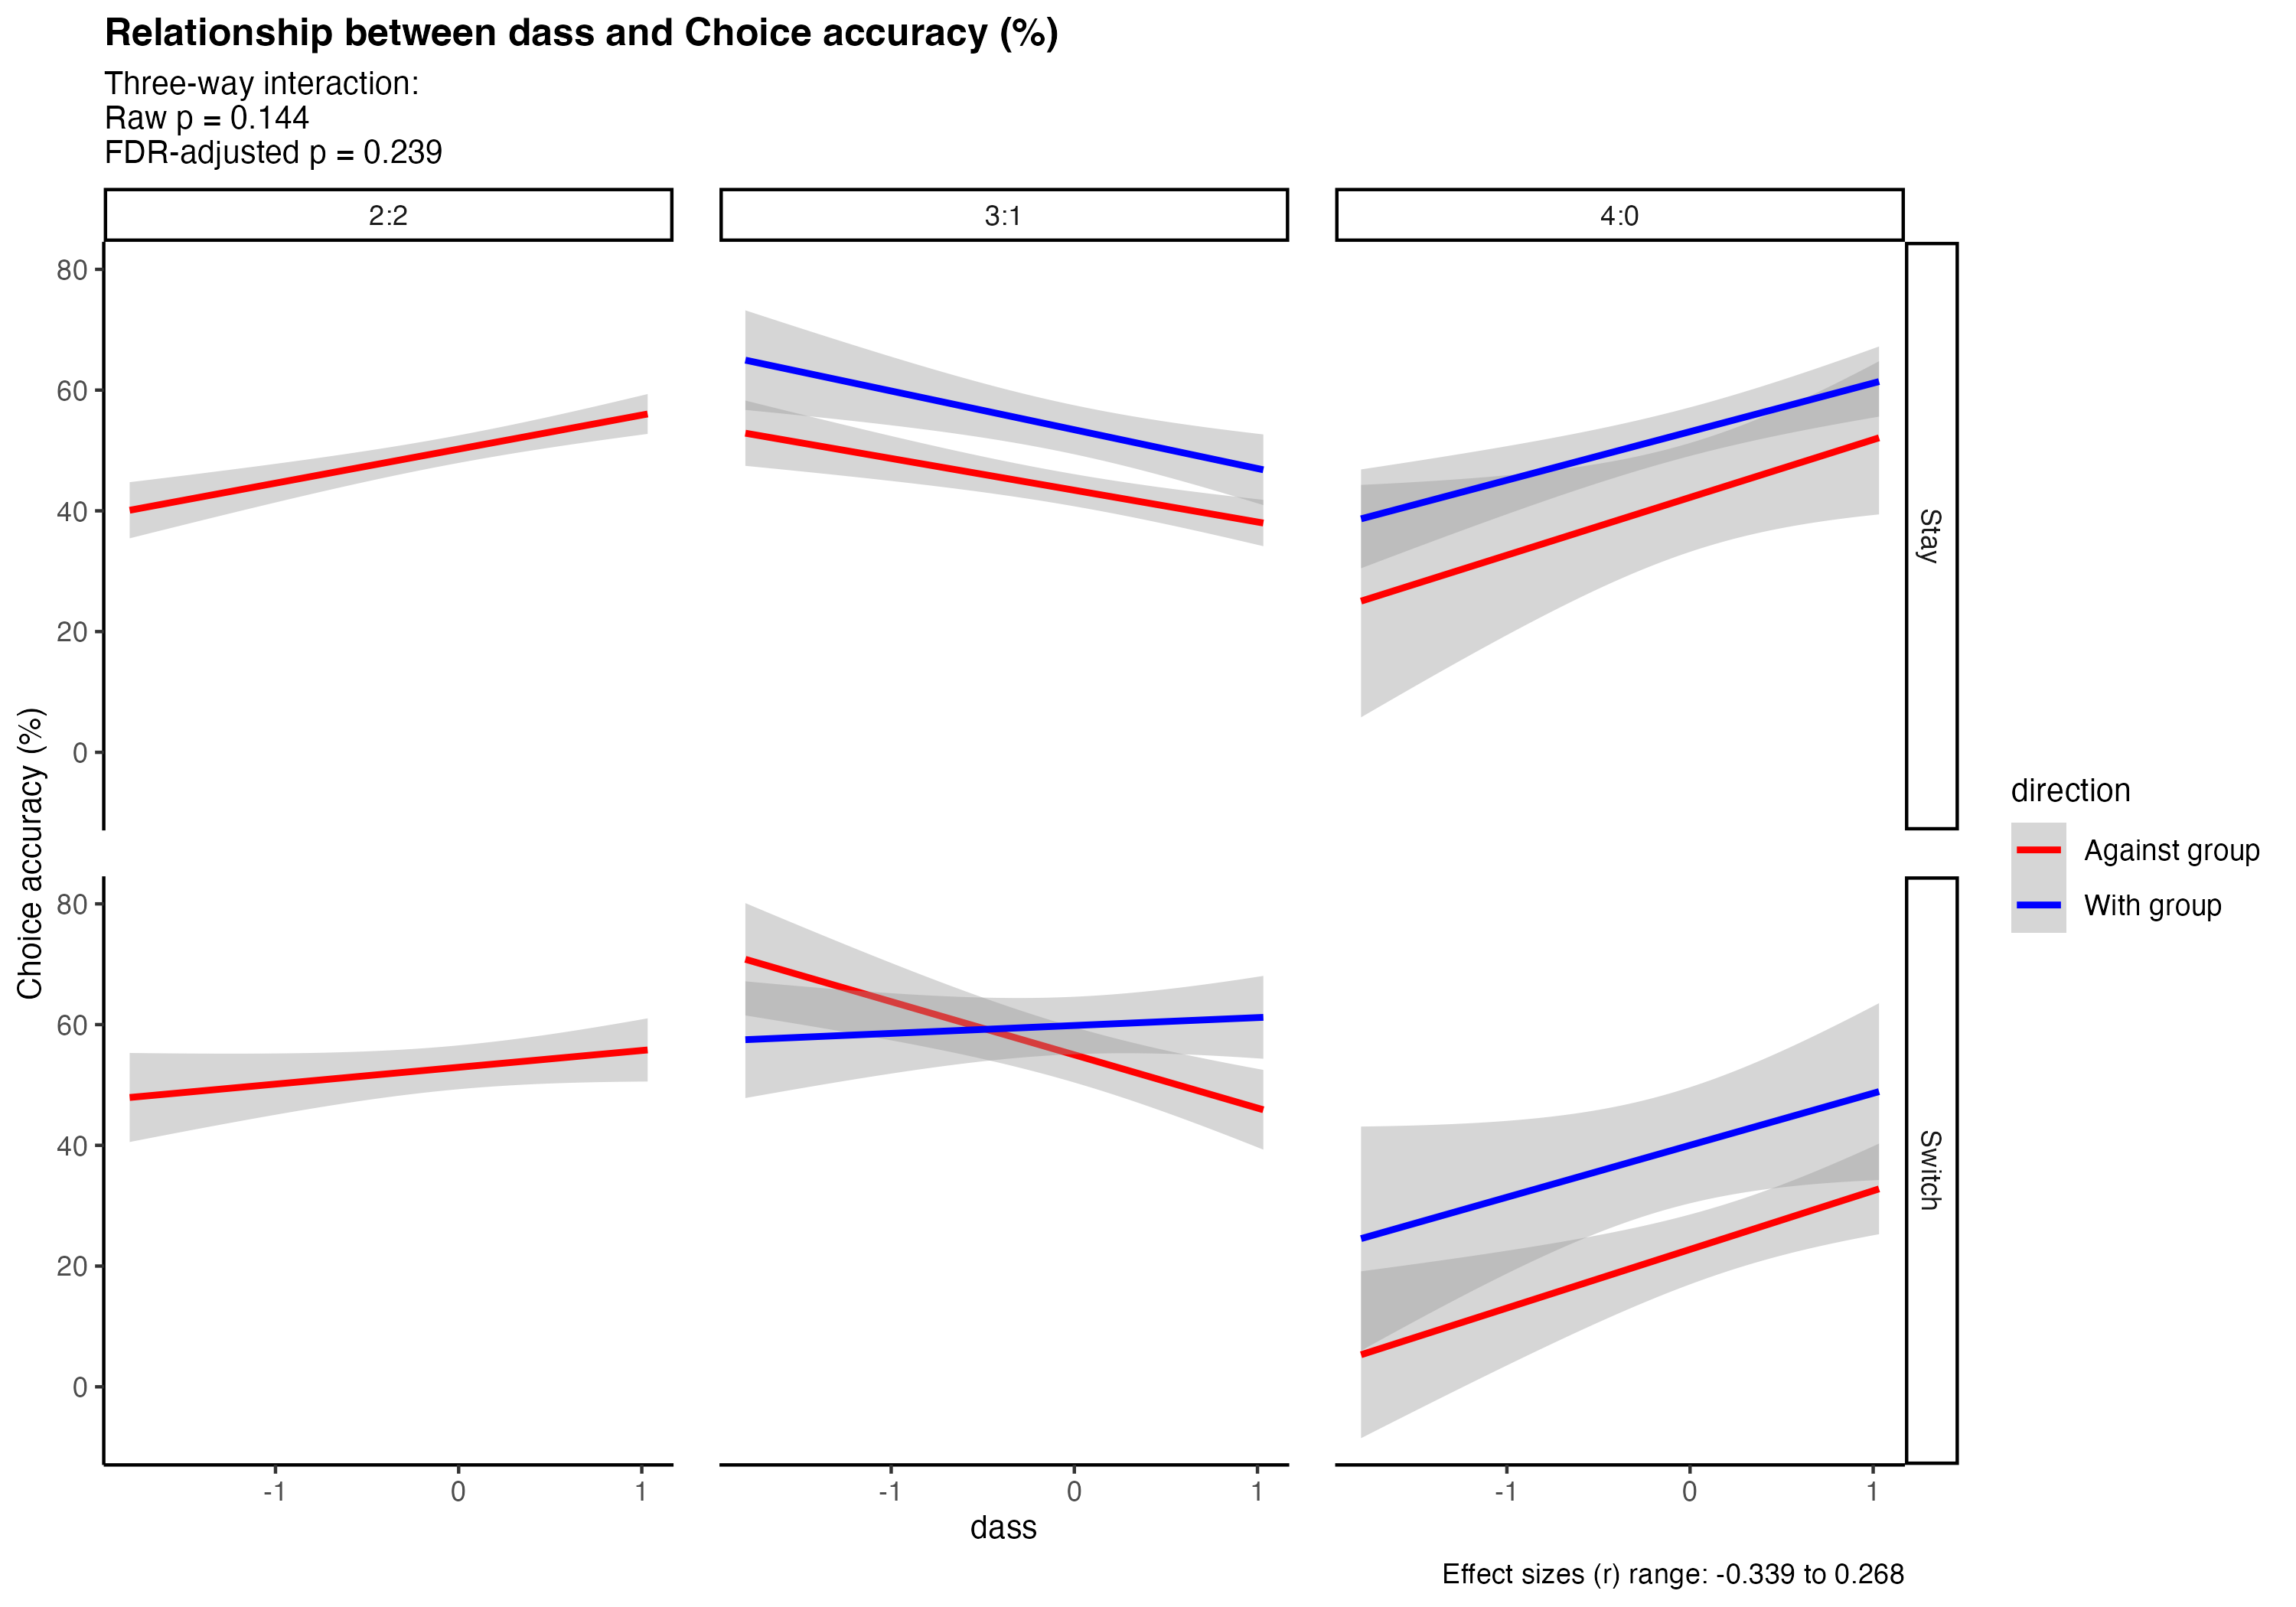 Relationship between dass and Choice accuracy (%)
Three-way interaction:
Raw p = 0.144
FDR-adjusted p = 0.239
2:2
3:1
4:0
80
60
40
20
0
Stay
Choice accuracy (%)
80
60
40
20
0
Switch
direction
Against group
With group
-1
0
1
-1
0
1
-1
0
1
dass
Effect sizes (r) range: -0.339 to 0.268